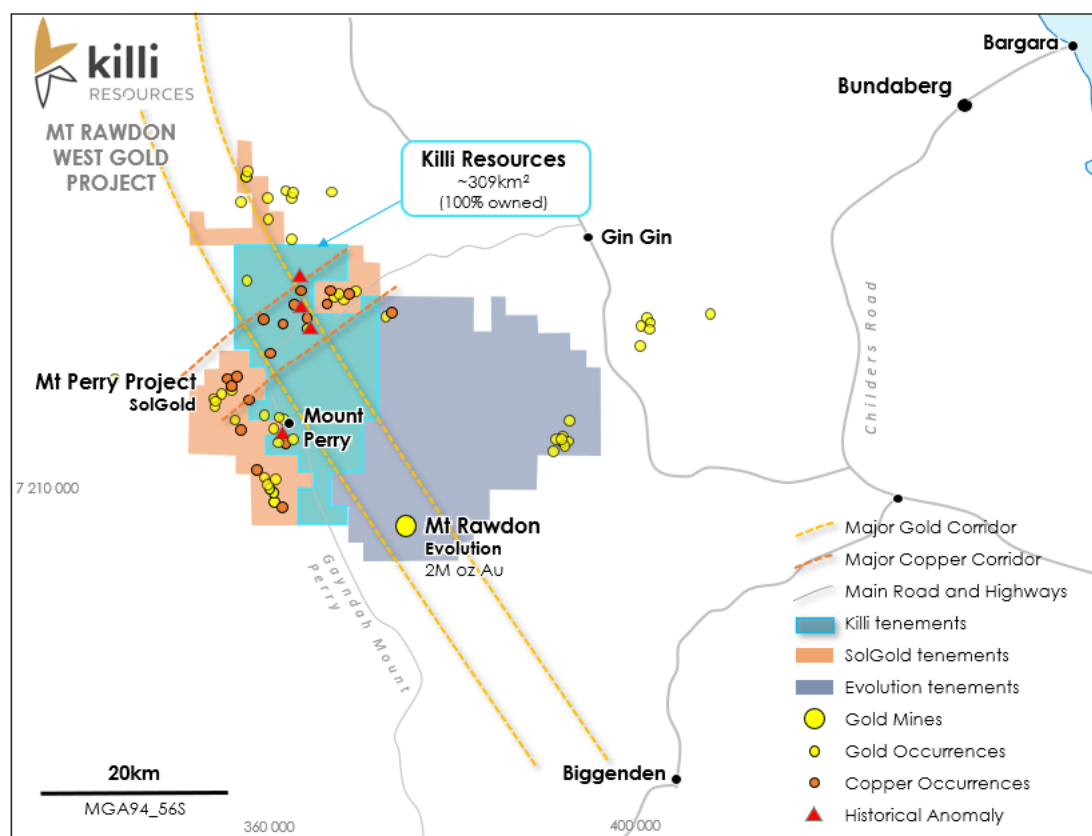 killi
RESOURCES
MT RAWDON
WEST GOLD
PROJECT
Bargara
Bundaberg
Killi Resources
~309km²
(100% owned)
Gin Gin
Childers Road
Mt Perry Project
SolGold
Mount
Perry
7 210 000
Mt Rawdon
Evolution
2M oz Au
Gayndah Mount
Perry
Major Gold Corridor
Major Copper Corridor
Main Road and Highways
Killi tenements
SolGold tenements
Evolution tenements
Gold Mines
Gold Occurrences
Copper Occurrences
Historical Anomaly
Biggenden
20km
MGA94_56S
360 000
400 000